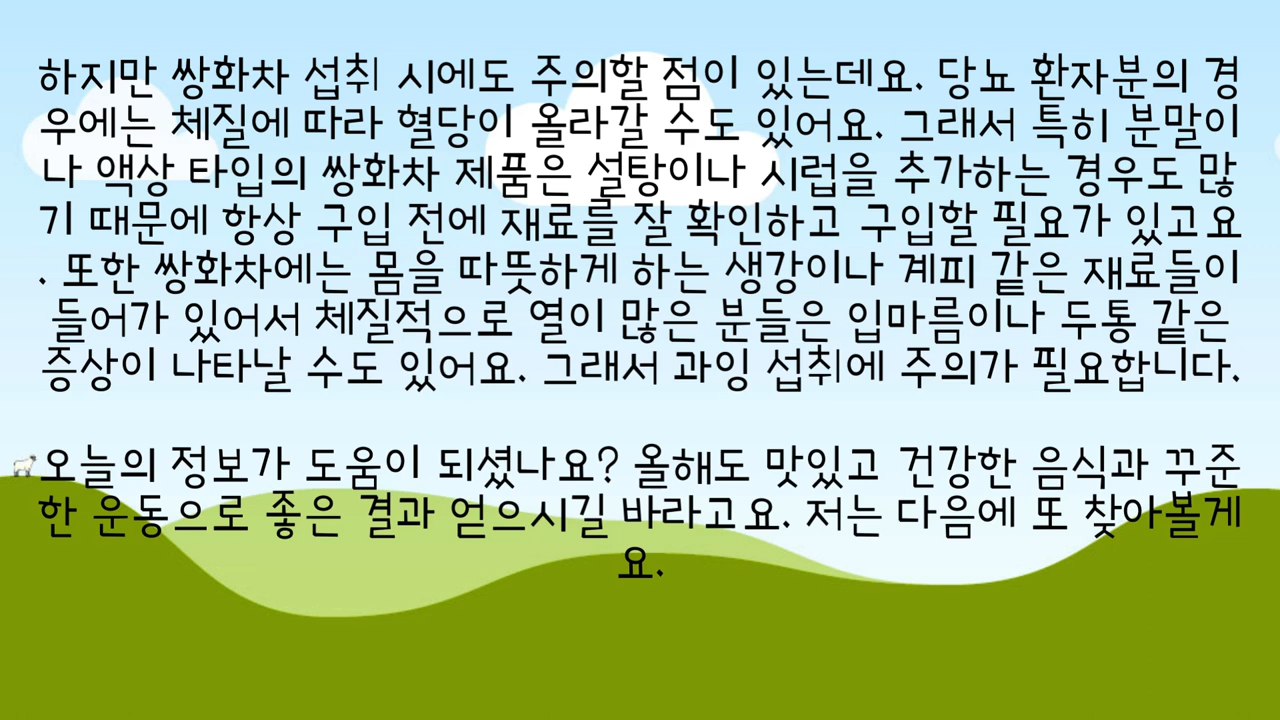 하지만 쌍화차 섭취 시에도 주의할 점이 있는데요. 당뇨 환자분의 경
우에는 체질에 따라 혈당이 올라갈 수도 있어요. 그래서 특히 분말이
나 액상 타입의 쌍화차 제품은 설탕이나 시럽을 추가하는 경우도 많
기 때문에 항상 구입 전에 재료를 잘 확인하고 구입할 필요가 있고요
. 또한 쌍화차에는 몸을 따뜻하게 하는 생강이나 계피 같은 재료들이
들어가 있어서 체질적으로 열이 많은 분들은 입마름이나 두통 같은
증상이 나타날 수도 있어요. 그래서 과잉 섭취에 주의가 필요합니다.
오늘의 정보가 도움이 되셨나요? 올해도 맛있고 건강한 음식과 꾸준
한 운동으로 좋은 결과 얻으시길 바라고요. 저는 다음에 또 찾아볼게
요.